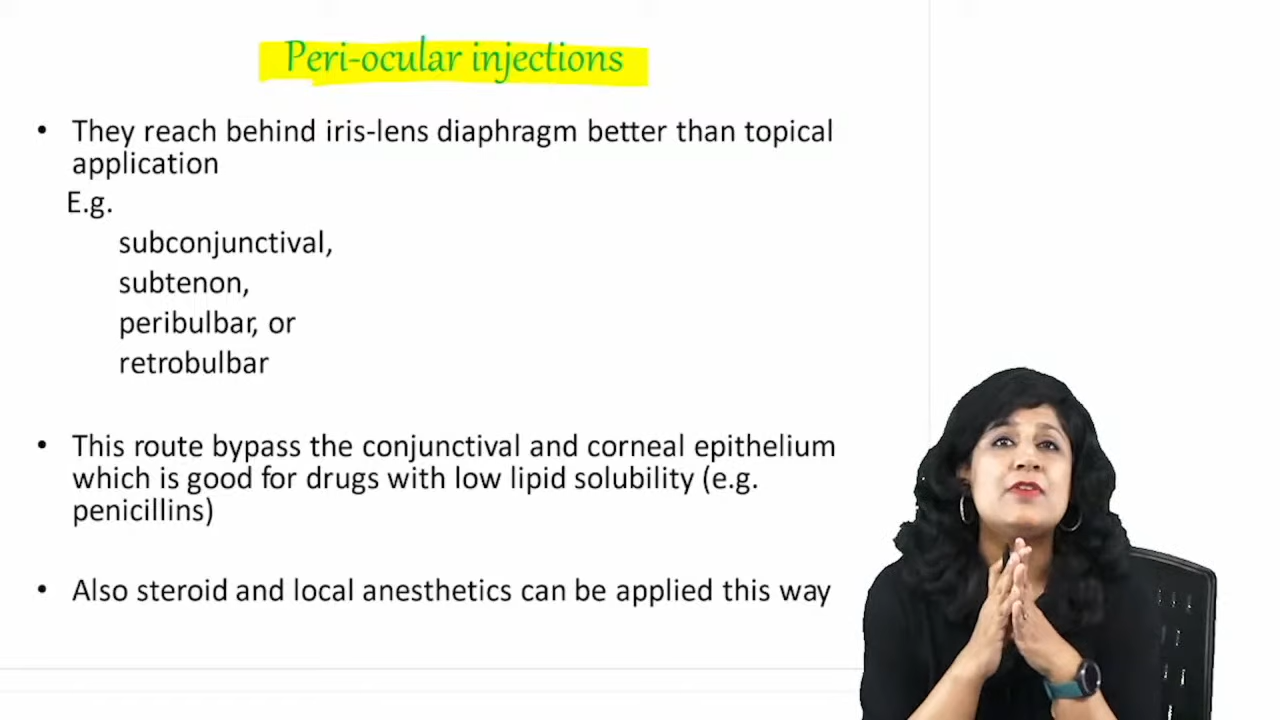 Peri-ocular injections
• They reach behind iris-lens diaphragm better than topical
application
E.g.
subconjunctival,
subtenon,
peribulbar, or
retrobulbar
• This route bypass the conjunctival and corneal epithelium
which is good for drugs with low lipid solubility (e.g.
penicillins)
• Also steroid and local anesthetics can be applied this way